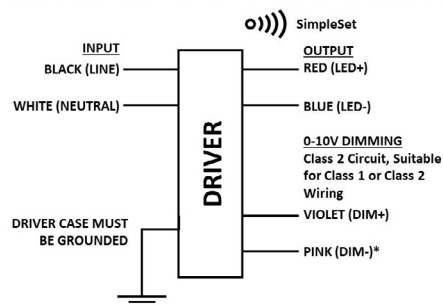 SimpleSet
INPUT
BLACK (LINE)
WHITE (NEUTRAL)
DRIVER CASE MUST
BE GROUNDED
DRIVER
OUTPUT
RED (LED+)
BLUE (LED-)
0-10V DIMMING
Class 2 Circuit, Suitable
for Class 1 or Class 2
Wiring
VIOLET (DIM+)
PINK (DIM-)*